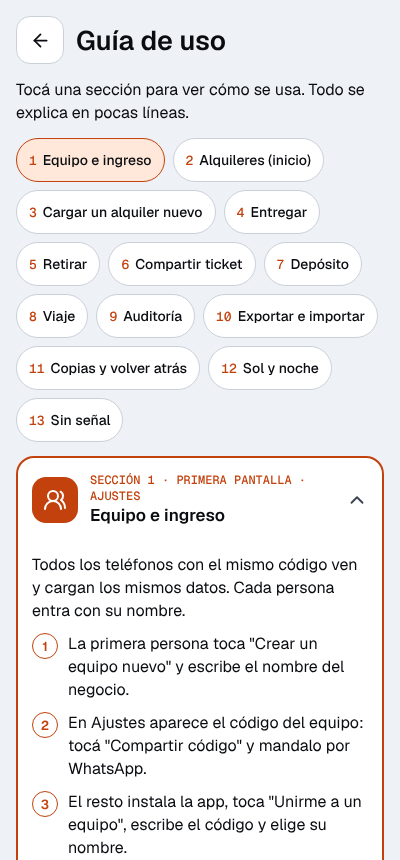 Guía de uso
Tocá una sección para ver cómo se usa. Todo se
explica en pocas líneas.
1 Equipo e ingreso
2 Alquileres (inicio)
3 Cargar un alquiler nuevo
4 Entregar
5 Retirar
6 Compartir ticket
7 Depósito
8 Viaje
9 Auditoría
10 Exportar e importar
11 Copias y volver atrás
12 Sol y noche
13 Sin señal
SECCIÓN 1 · PRIMERA PANTALLA ·
AJUSTES
Equipo e ingreso
Todos los teléfonos con el mismo código ven
y cargan los mismos datos. Cada persona
entra con su nombre.
1 La primera persona toca "Crear un
equipo nuevo" y escribe el nombre del
negocio.
2 En Ajustes aparece el código del equipo:
tocá "Compartir código" y mandalo por
WhatsApp.
3 El resto instala la app, toca "Unirme a un
equipo", escribe el código y elige su
nombre.